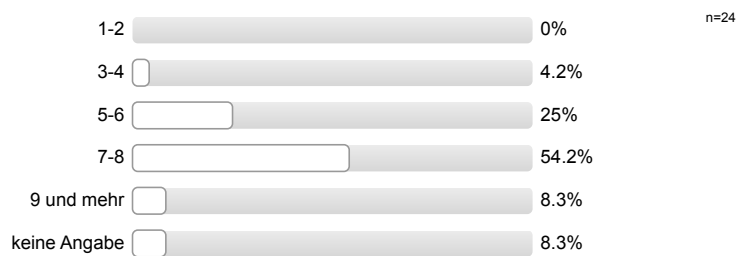 n=24
1-2 0%
3-4 4.2%
5-6 25%
7-8 54.2%
9 und mehr 8.3%
keine Angabe 8.3%